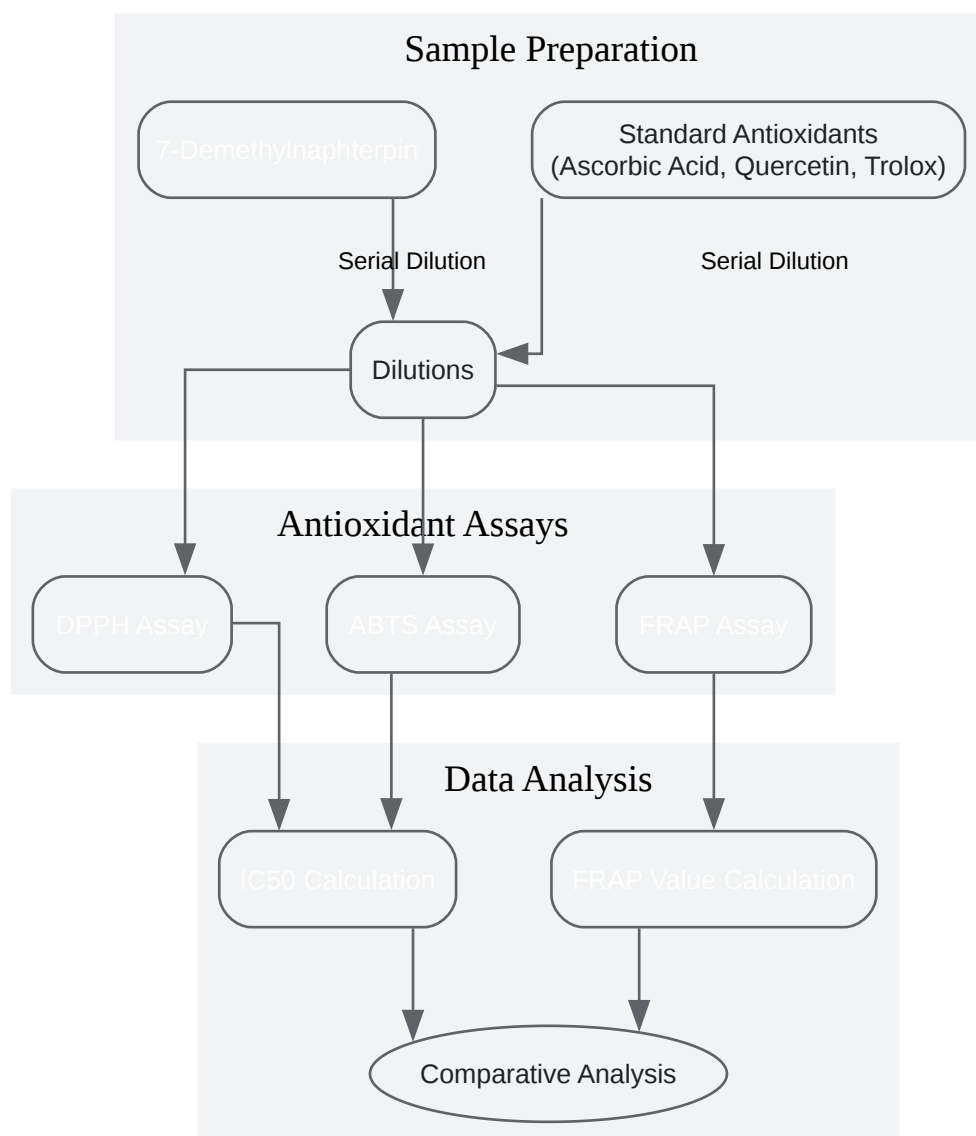 Sample Preparation
7-Demethylnaphterpin
Standard Antioxidants
(Ascorbic Acid, Quercetin, Trolox)
Serial Dilution
Serial Dilution
Dilutions
Antioxidant Assays
DPPH Assay
ABTS Assay
FRAP Assay
Data Analysis
IC50 Calculation
FRAP Value Calculation
Comparative Analysis